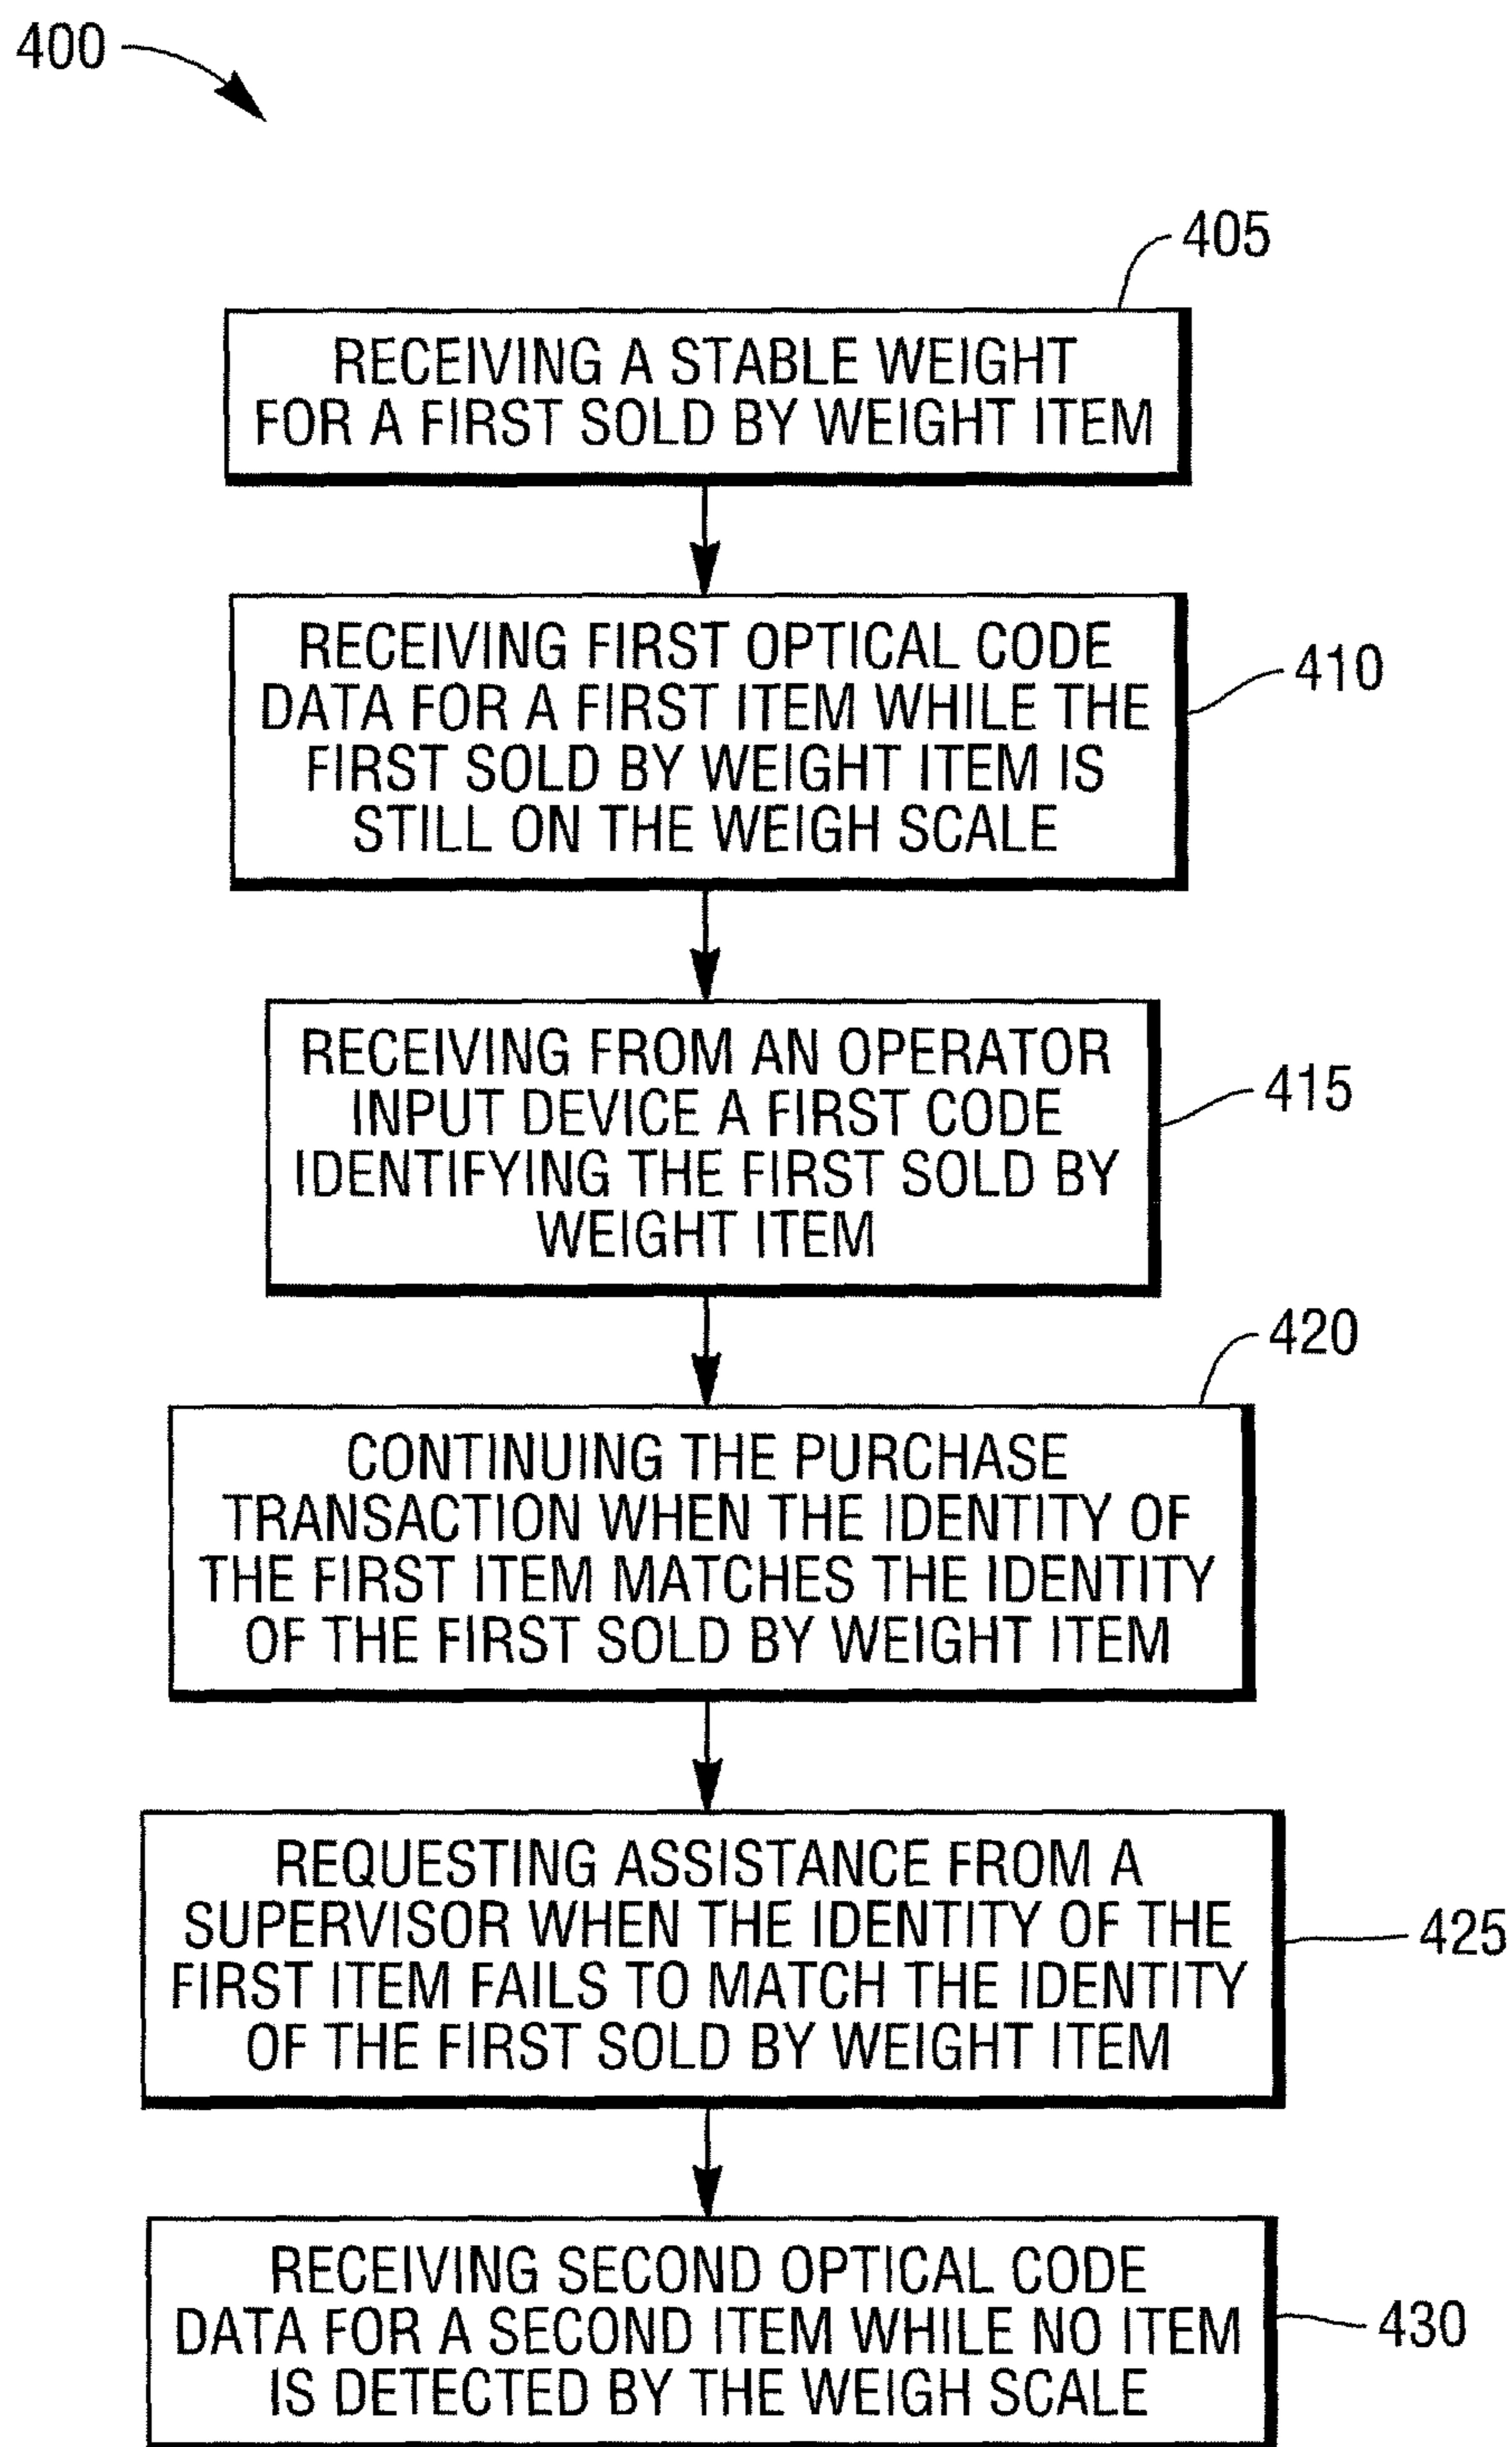 400
405
RECEIVING A STABLE WEIGHT
FOR A FIRST SOLD BY WEIGHT ITEM
RECEIVING FIRST OPTICAL CODE
DATA FOR A FIRST ITEM WHILE THE
FIRST SOLD BY WEIGHT ITEM IS
STILL ON THE WEIGH SCALE
410
RECEIVING FROM AN OPERATOR
INPUT DEVICE A FIRST CODE
IDENTIFYING THE FIRST SOLD BY
WEIGHT ITEM
415
420
CONTINUING THE PURCHASE
TRANSACTION WHEN THE IDENTITY OF
THE FIRST ITEM MATCHES THE IDENTITY
OF THE FIRST SOLD BY WEIGHT ITEM
REQUESTING ASSISTANCE FROM A
SUPERVISOR WHEN THE IDENTITY OF THE
FIRST ITEM FAILS TO MATCH THE IDENTITY
OF THE FIRST SOLD BY WEIGHT ITEM
425
RECEIVING SECOND OPTICAL CODE
DATA FOR A SECOND ITEM WHILE NO ITEM
IS DETECTED BY THE WEIGH SCALE
430